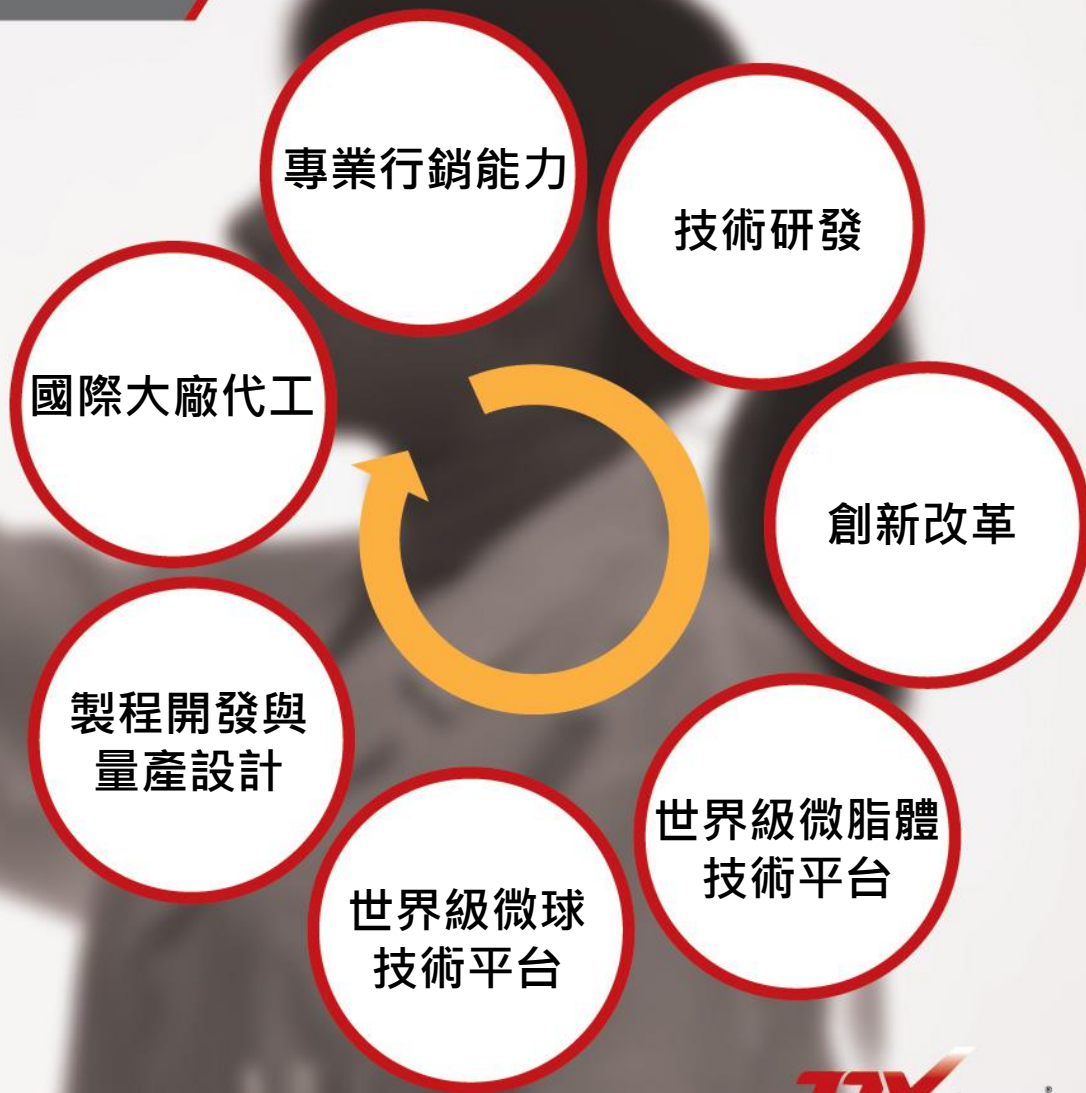 專業行銷能力
技術研發
創新改革
世界級微脂體
技術平台
世界級微球
技術平台
製程開發與
量產設計
國際大廠代工